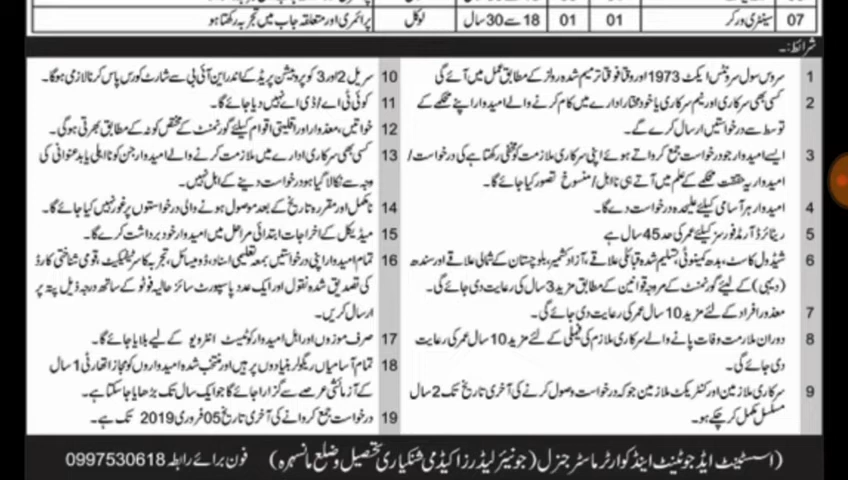 07 سینٹری ورکر 01 01 18 سے 30 سال لوکل پرائمری اور متعلقہ جاب میں تجربہ رکھتا ہو
شرائط:۔
1 سروس سول سرونٹس ایکٹ 1973 اور وقتاً فوقتاً ترمیم شدہ رولز کے مطابق عمل میں آئے گی
2 کسی بھی سرکاری اور نیم سرکاری یا خود مختار ادارے میں کام کرنے والے امیدوار اپنے محکمے کے
توسط سے درخواستیں ارسال کرے گے۔
3 ایسے امیدوار جو درخواست جمع کرواتے ہوئے اپنی سرکاری ملازمت کو مخفی رکھتا ہے کی درخواست/
امیدوار یہ حقیقت محکمے کے علم میں آتے ہی نا اہل/ منسوخ تصور کیا جائے گا۔
4 امیدوار ہر آسامی کیلئے علیحدہ درخواست دے گا۔
5 ریٹائرڈ آرمڈ فورسز کیلئے عمر کی حد 45 سال ہے
6 شیڈول کاسٹ، بدھ کمیونٹی، تسلیم شدہ قبائلی علاقے، آزاد کشمیر، بلوچستان کے شمالی علاقے اور سندھ
(دیہی) کے لیئے گورنمنٹ کے مروجہ قوانین کے مطابق مزید 3 سال کی رعایت دی جائے گی۔
7 معذور افراد کے لئے مزید 10 سال عمر کی رعایت دی جائے گی۔
8 دوران ملازمت وفات پانے والے سرکاری ملازم کی فیملی کے لئے مزید 10 سال عمر کی رعایت
دی جائے گی۔
9 سرکاری ملازمین اور کنٹریکٹ ملازمین جو کہ درخواست وصول کرنے کی آخری تاریخ تک 2 سال
مسلسل مکمل کر چکے ہو۔
10 سریل 2 اور 3 کو پروبیشن پریڈ کے اندر این آئی بی سے شارٹ کورس پاس کرنا لازمی ہوگا۔
11 کوئی ٹی اے/ ڈی اے نہیں دیا جائے گا۔
12 خواتین، معذور اور اقلیتی اقوام کیلئے گورنمنٹ کے مختص کوٹہ کے مطابق بھرتی ہو گی۔
13 کسی بھی سرکاری ادارے میں ملازمت کرنے والے امیدوار جن کو نااہلی یا بدعنوانی کی
وجہ سے نکالا گیا ہو درخواست دینے کے اہل نہیں۔
14 نامکمل اور مقررہ تاریخ کے بعد موصول ہونے والی درخواستوں پر غور نہیں کیا جائے گا۔
15 میڈیکل کے اخراجات ابتدائی مراحل میں امیدوار خود برداشت کرے گا۔
16 تمام امیدوار اپنی درخواستیں بمعہ تعلیمی اسناد، ڈومیسائل، تجربہ کا سرٹیفکیٹ، قومی شناختی کارڈ
کی تصدیق شدہ نقول اور ایک عدد پاسپورٹ سائز حالیہ فوٹو کے ساتھ درجہ ذیل پتہ پر
ارسال کریں۔
17 صرف موزوں اور اہل امیدوار کو ٹیسٹ انٹرویو کے لیے بلایا جائے گا۔
18 تمام آسامیاں ریگولر بنیادوں پر ہیں اور منتخب شدہ امیدواروں کو مجاز اتھارٹی 1 سال
کے آزمائشی عرصے سے گزارا جائے گا جو ایک سال تک بڑھایا جا سکتا ہے۔
19 درخواست جمع کروانے کی آخری تاریخ 05 فروری 2019 تک ہے۔
(اسسٹینٹ ایڈجوٹینٹ اینڈ کوارٹر ماسٹر جنرل (جونیئر لیڈرز اکیڈمی شنکیاری تحصیل و ضلع مانسہرہ) فون برائے رابطہ 0997530618